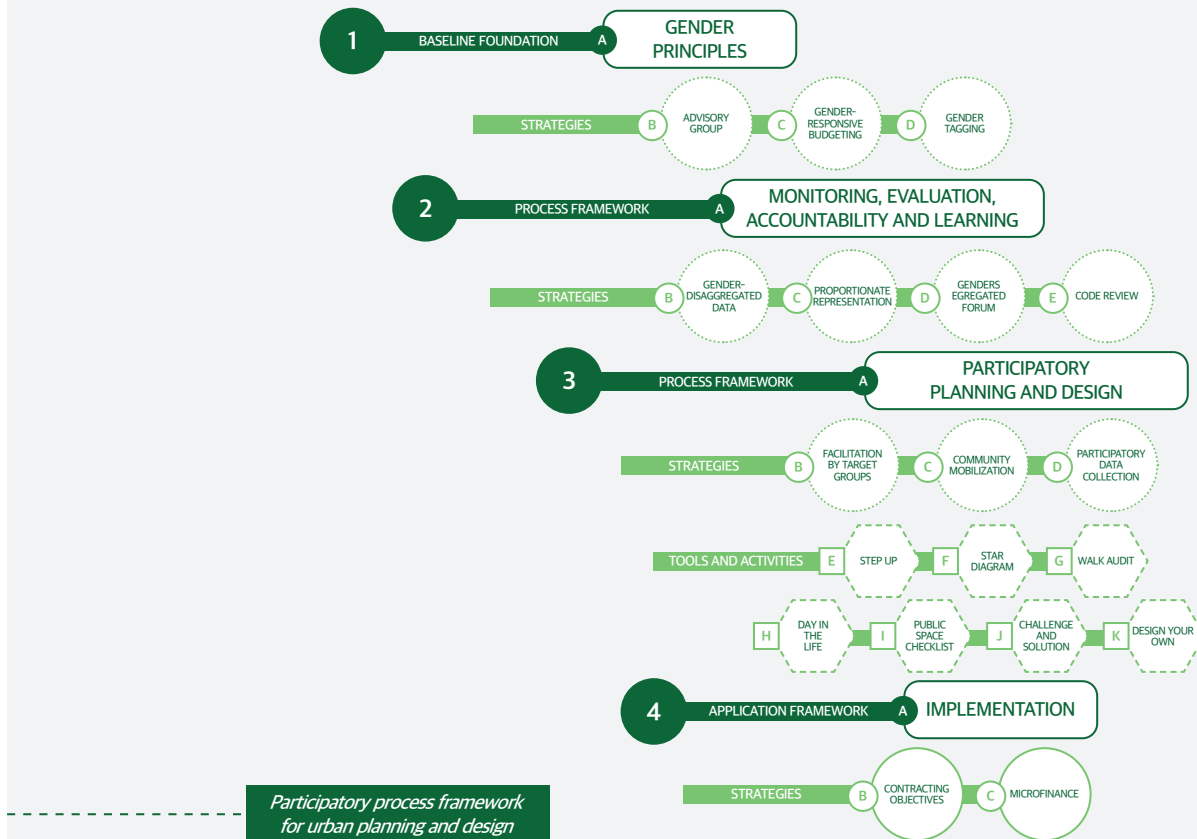 1
BASELINE FOUNDATION
A
GENDER
PRINCIPLES
STRATEGIES
B
ADVISORY
GROUP
C
GENDER-
RESPONSIVE
BUDGETING
D
GENDER
TAGGING
2
PROCESS FRAMEWORK
A
MONITORING, EVALUATION,
ACCOUNTABILITY AND LEARNING
STRATEGIES
B
GENDER-
DISAGGREGATED
DATA
C
PROPORTIONATE
REPRESENTATION
D
GENDERS
EGREGATED
FORUM
E
CODE REVIEW
3
PROCESS FRAMEWORK
A
PARTICIPATORY
PLANNING AND DESIGN
STRATEGIES
B
FACILITATION
BY TARGET
GROUPS
C
COMMUNITY
MOBILIZATION
D
PARTICIPATORY
DATA
COLLECTION
TOOLS AND ACTIVITIES
E
STEP UP
F
STAR
DIAGRAM
G
WALK AUDIT
H
DAY IN
THE
LIFE
I
PUBLIC
SPACE
CHECKLIST
J
CHALLENGE
AND
SOLUTION
K
DESIGN YOUR
OWN
4
APPLICATION FRAMEWORK
A
IMPLEMENTATION
STRATEGIES
B
CONTRACTING
OBJECTIVES
C
MICROFINANCE
Participatory process framework
for urban planning and design